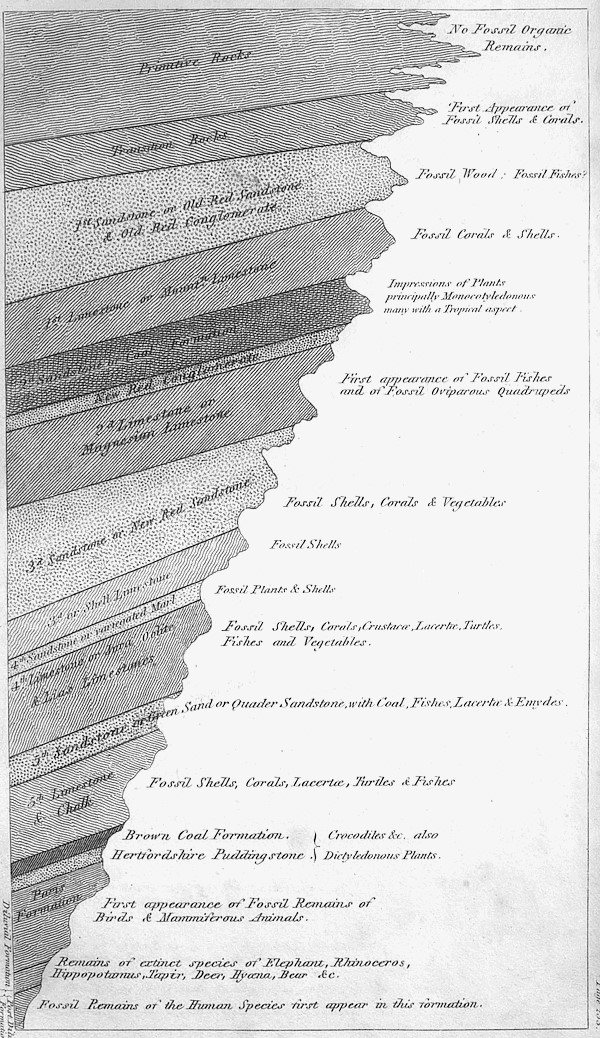 Primitive Rocks
No Fossil Organic
Remains.
Transition Rocks
First Appearance of
Fossil Shells & Corals.
1st Sandstone or Old Red Sandstone
& Old Red Conglomerate
Fossil Wood : Fossil Fishes?
1st Limestone or Mountn Limestone
Fossil Corals & Shells.
2d Sandstone or Coal Formation
Impressions of Plants
principally Monocotyledonous
many with a Tropical aspect.
New Red Conglomerate
2d Limestone or
Magnesian Limestone
First appearance of Fossil Fishes
and of Fossil Oviparous Quadrupeds
3d Sandstone or New Red Sandstone
Fossil Shells, Corals & Vegetables
3d or Shell Limestone
Fossil Shells
4th Sandstone or variegated Marl
Fossil Plants & Shells
4th Limestone or Jura, Oolite
& Lias Limestones
Fossil Shells, Corals, Crustacæ, Lacertæ, Turtles,
Fishes and Vegetables.
5th Sandstone or Green Sand or Quader Sandstone, with Coal, Fishes, Lacertæ & Emydes.
5th Limestone
& Chalk
Fossil Shells, Corals, Lacertæ, Turtles & Fishes
Brown Coal Formation. { Crocodiles &c. also
Hertfordshire Puddingstone. { Dictyledonous Plants.
Paris
Formation
First appearance of Fossil Remains of
Birds & Mammiferous Animals.
Diluvial Formation
Remains of extinct species of Elephant, Rhinoceros,
Hippopotamus, Tapir, Deer, Hyæna, Bear &c.
Formation
Fossil Remains of the Human Species first appear in this formation.